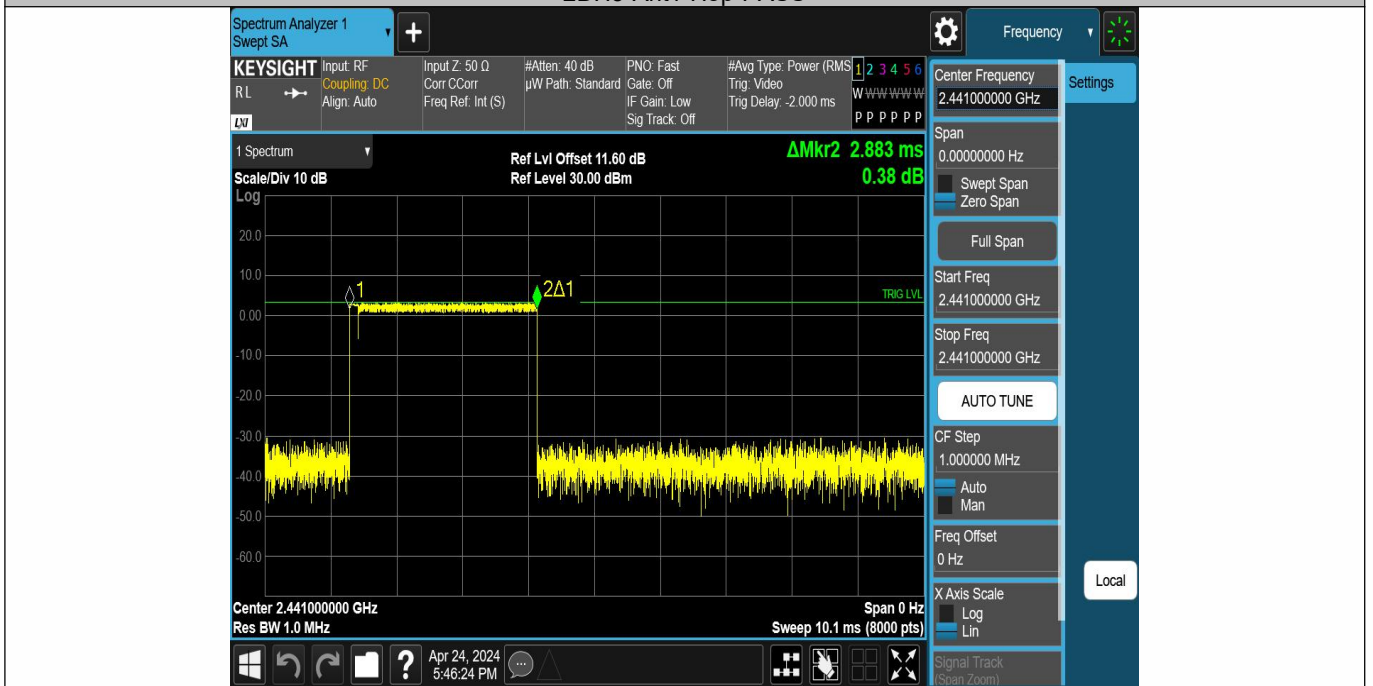 Spectrum Analyzer 1
Swept SA
Frequency
KEYSIGHT
RL
LXI
Input: RF
Coupling: DC
Align: Auto
Input Z: 50 Ω
Corr CCorr
Freq Ref: Int (S)
#Atten: 40 dB
µW Path: Standard
PNO: Fast
Gate: Off
IF Gain: Low
Sig Track: Off
#Avg Type: Power (RMS
Trig: Video
Trig Delay: -2.000 ms
1 2 3 4 5 6
W W W W W W
P P P P P P
1 Spectrum
Scale/Div 10 dB
Ref Lvl Offset 11.60 dB
Ref Level 30.00 dBm
ΔMkr2 2.883 ms
0.38 dB
Log
20.0
10.0
0.00
-10.0
-20.0
-30.0
-40.0
-50.0
-60.0
1
2Δ1
TRIG LVL
Center 2.441000000 GHz
Res BW 1.0 MHz
Span 0 Hz
Sweep 10.1 ms (8000 pts)
Center Frequency
2.441000000 GHz
Settings
Span
0.00000000 Hz
Swept Span
Zero Span
Full Span
Start Freq
2.441000000 GHz
Stop Freq
2.441000000 GHz
AUTO TUNE
CF Step
1.000000 MHz
Auto
Man
Freq Offset
0 Hz
Local
X Axis Scale
Log
Lin
Signal Track
(Span Zoom)
?
Apr 24, 2024
5:46:24 PM